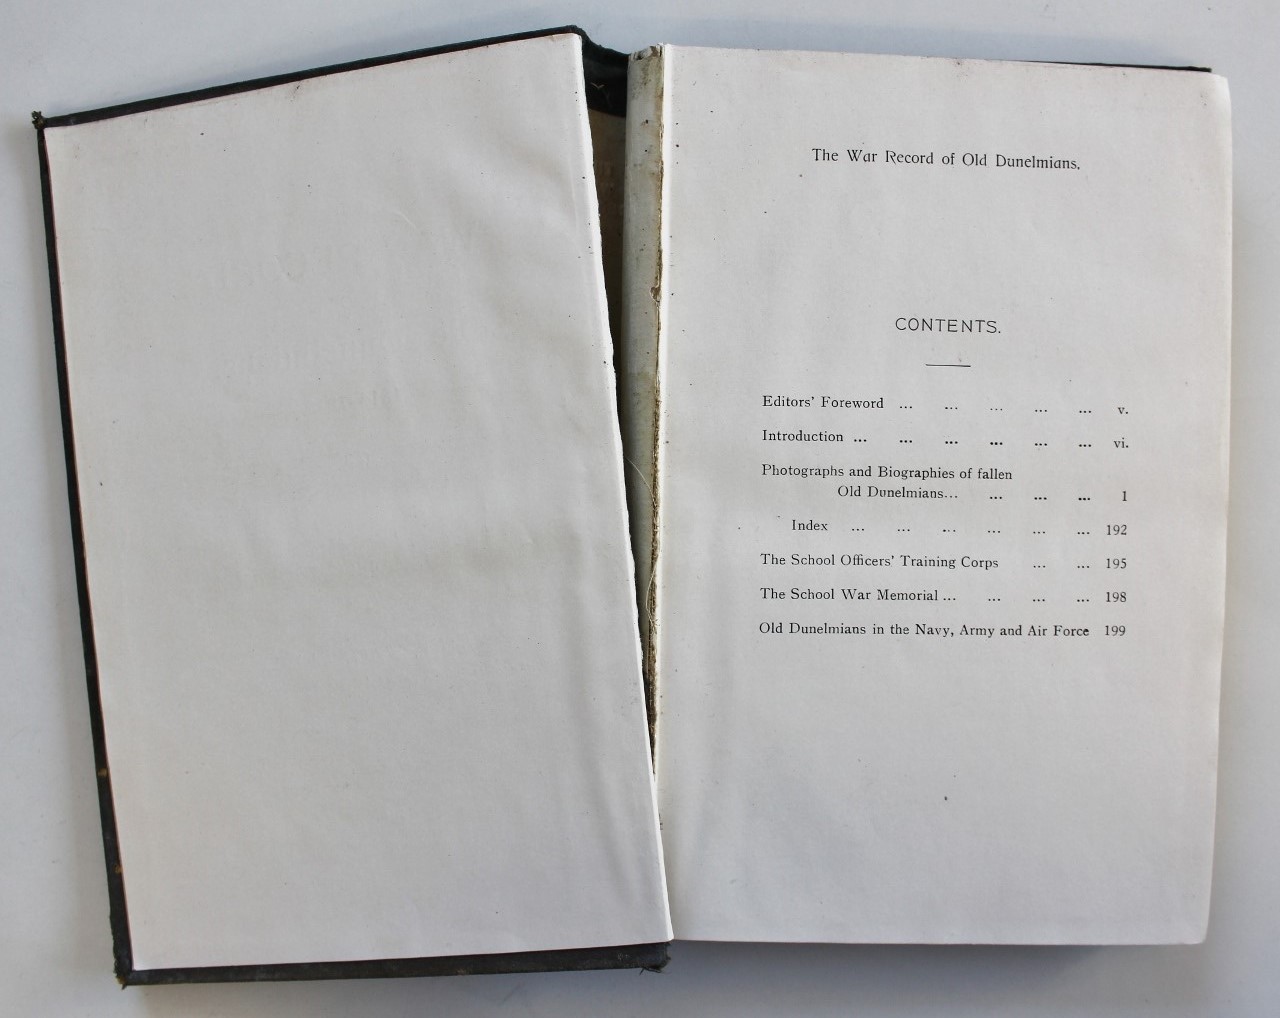 The War Record of Old Dunelmians.
CONTENTS.
Editors' Foreword ... ... ... ... ... v.
Introduction ... ... ... ... ... ... vi.
Photographs and Biographies of fallen
Old Dunelmians... ... ... ... 1
Index ... ... ... ... ... ... 192
The School Officers' Training Corps ... ... 195
The School War Memorial ... ... ... ... 198
Old Dunelmians in the Navy, Army and Air Force 199